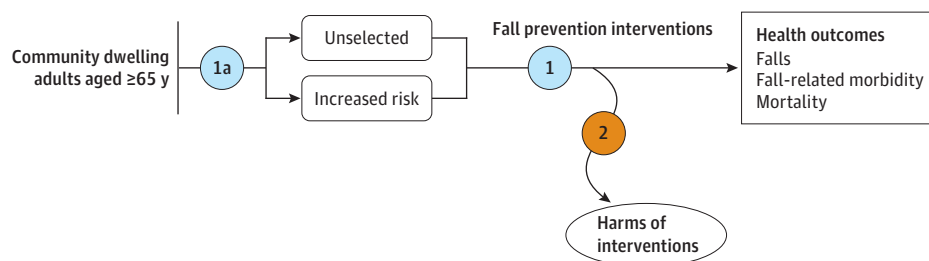 Community dwelling
adults aged ≥65 y
1a
Unselected
Increased risk
Fall prevention interventions
1
2
Harms of
interventions
Health outcomes
Falls
Fall-related morbidity
Mortality